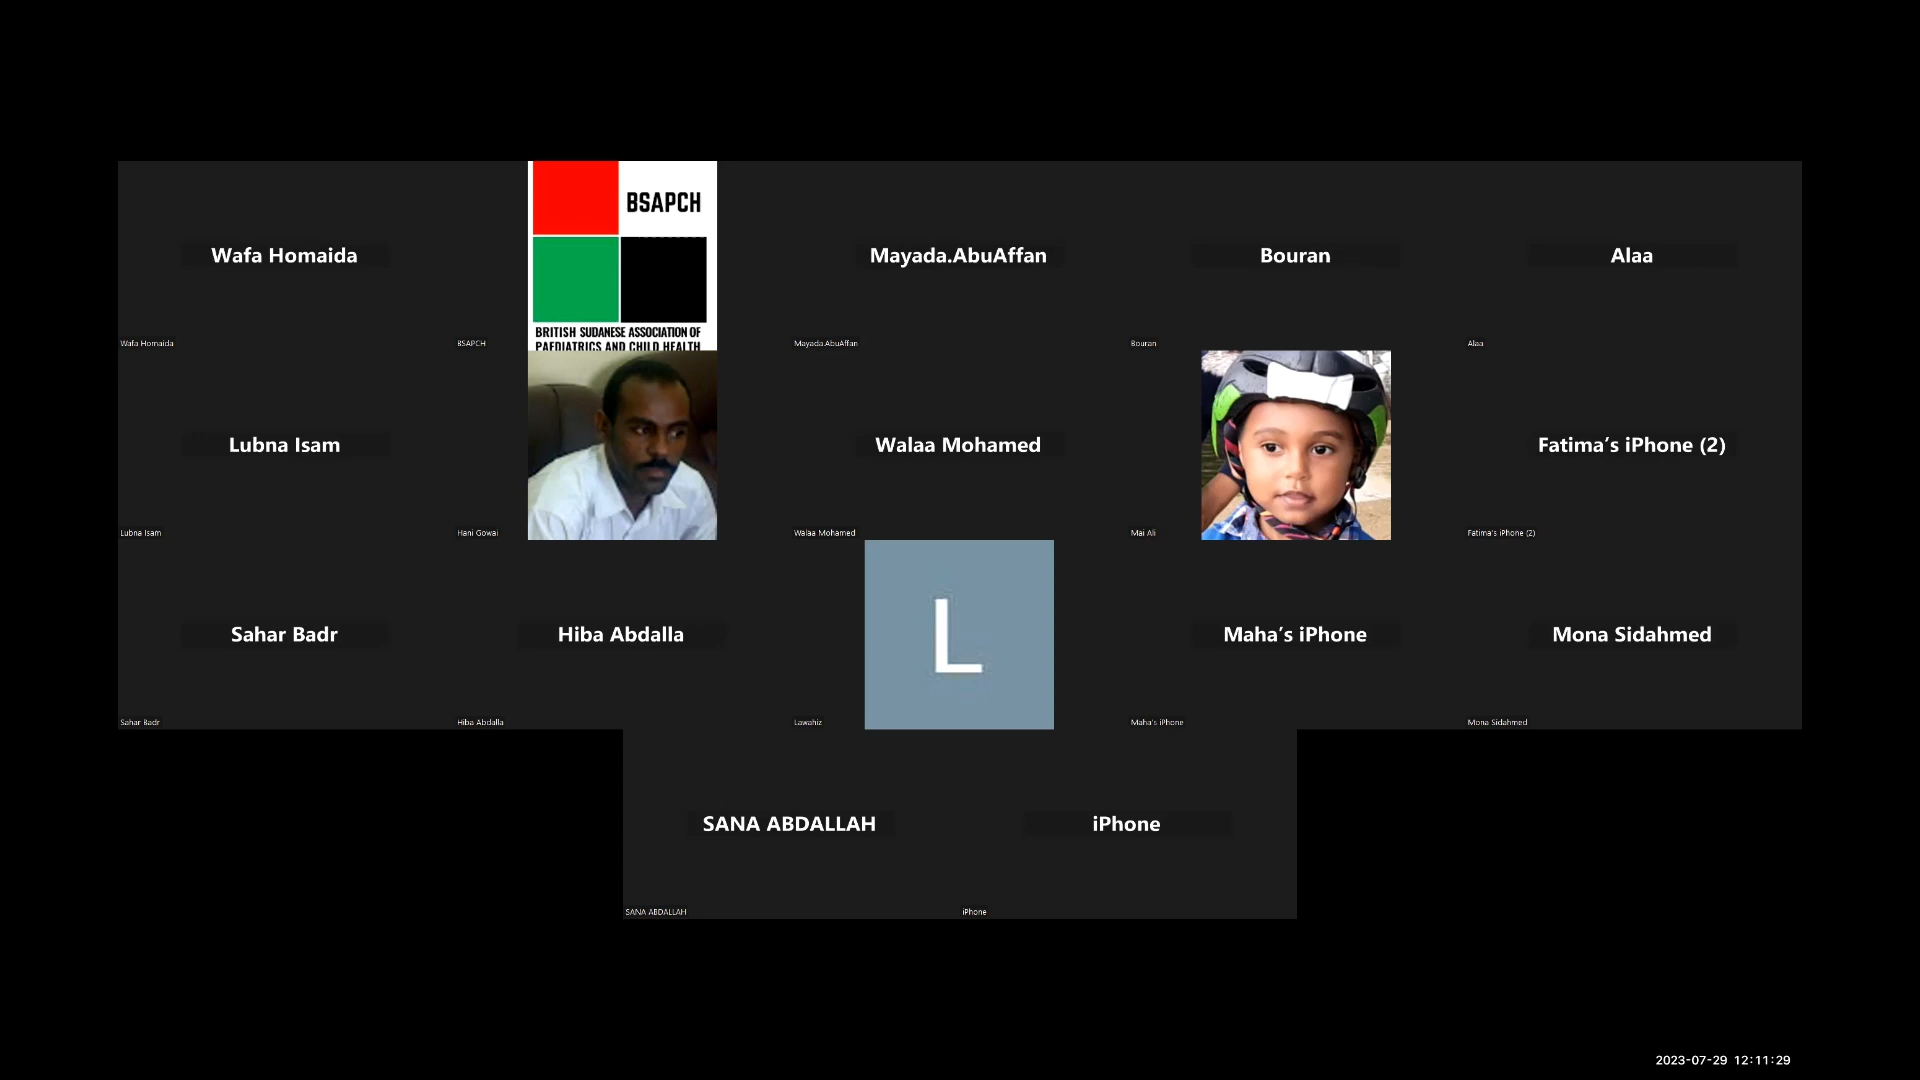 Wafa Homaida
BSAPCH
BRITISH SUDANESE ASSOCIATION OF
PAEDIATRICS AND CHILD HEALTH
Mayada.AbuAffan
Bouran
Alaa
Wafa Homaida
BSAPCH
Mayada.AbuAffan
Bouran
Alaa
Lubna Isam
Walaa Mohamed
Fatima’s iPhone (2)
Lubna Isam
Hani Gowai
Walaa Mohamed
Mai Ali
Fatima's iPhone (2)
Sahar Badr
Hiba Abdalla
L
Maha’s iPhone
Mona Sidahmed
Sahar Badr
Hiba Abdalla
Lawahiz
Maha's iPhone
Mona Sidahmed
SANA ABDALLAH
iPhone
SANA ABDALLAH
iPhone
2023-07-29 12:11:29